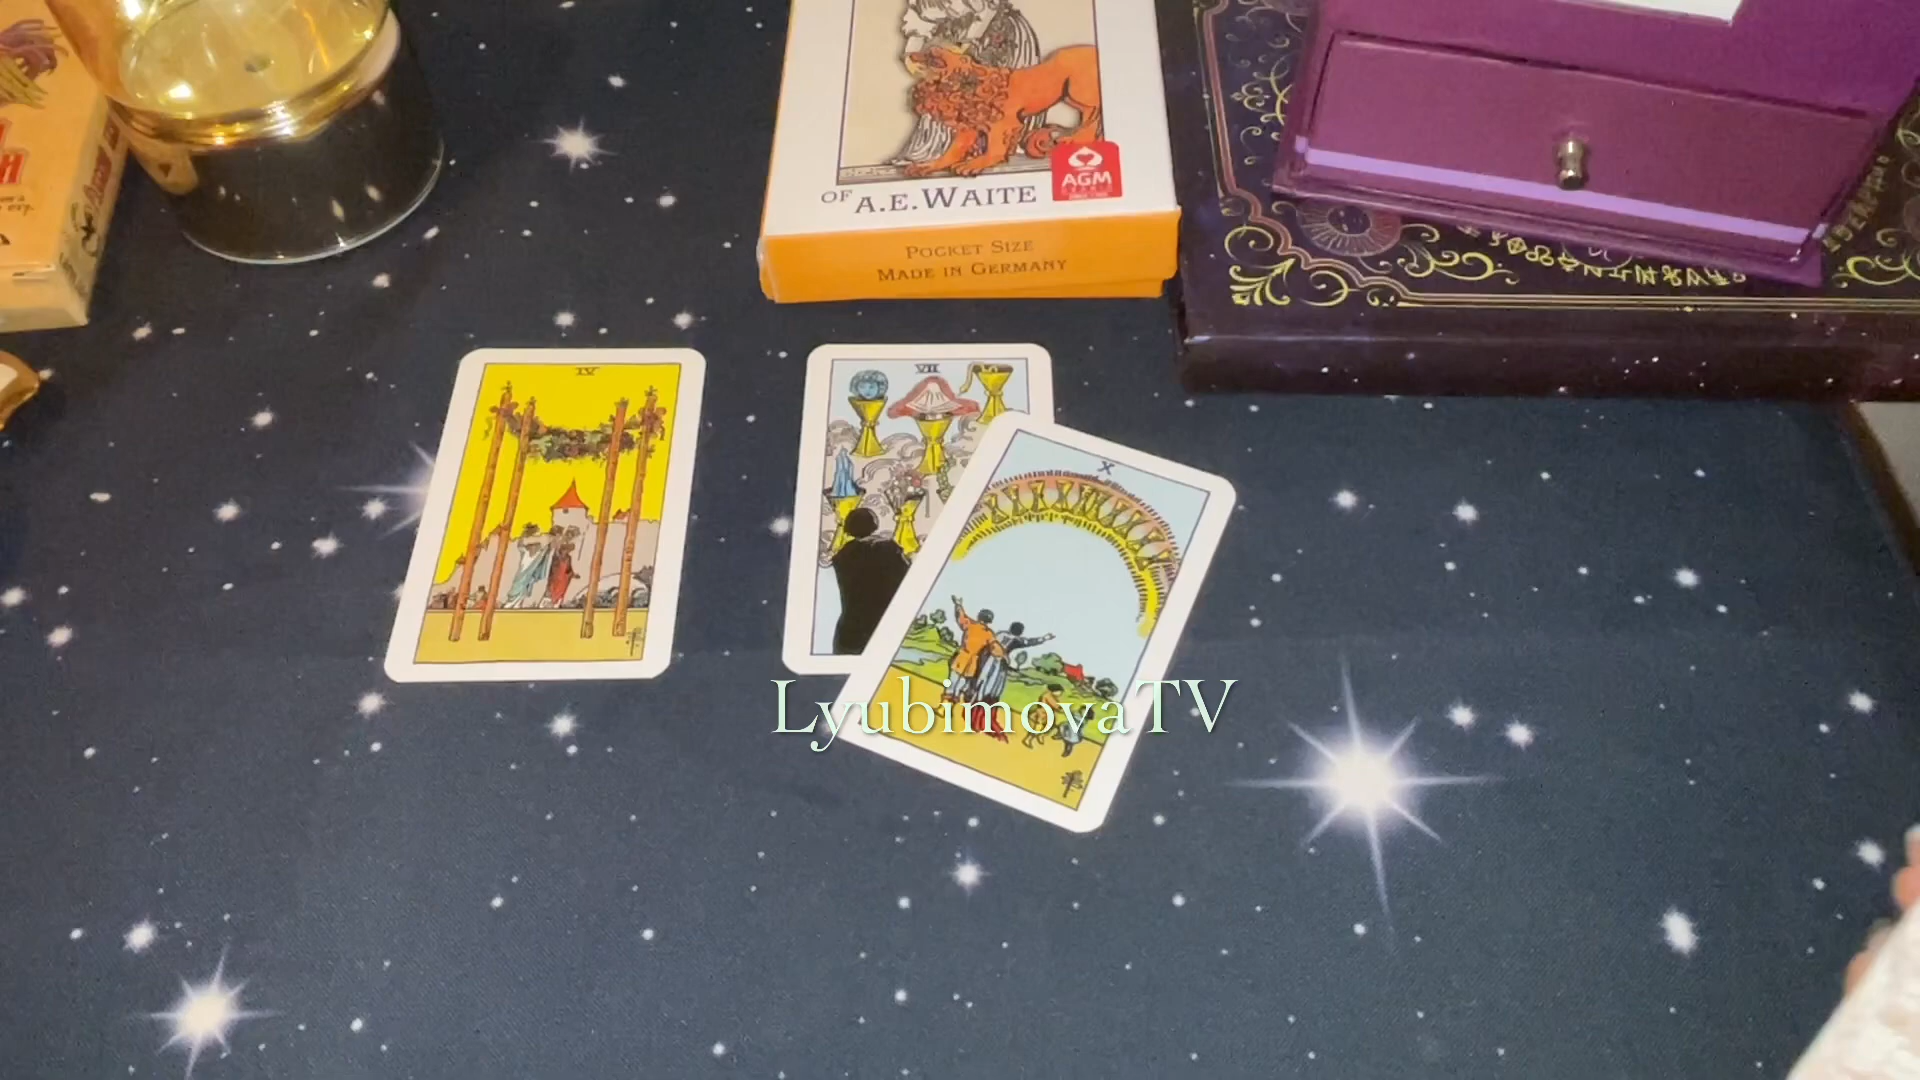 OF A.E.WAITE
AGM
POCKET SIZE
MADE IN GERMANY
IV
VII
X
LyubimovaTV